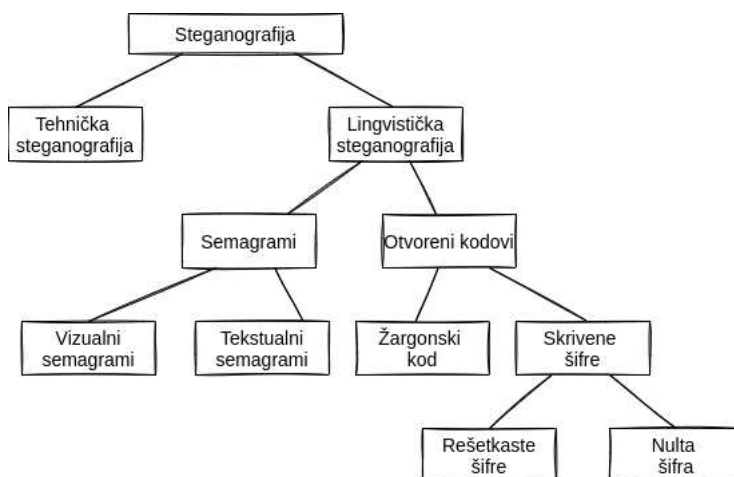 Steganografija
Tehnička
steganografija
Lingvistička
steganografija
Semagrami
Otvoreni kodovi
Vizualni
semagrami
Tekstualni
semagrami
Žargonski
kod
Skrivene
šifre
Rešetkaste
šifre
Nulta
šifra